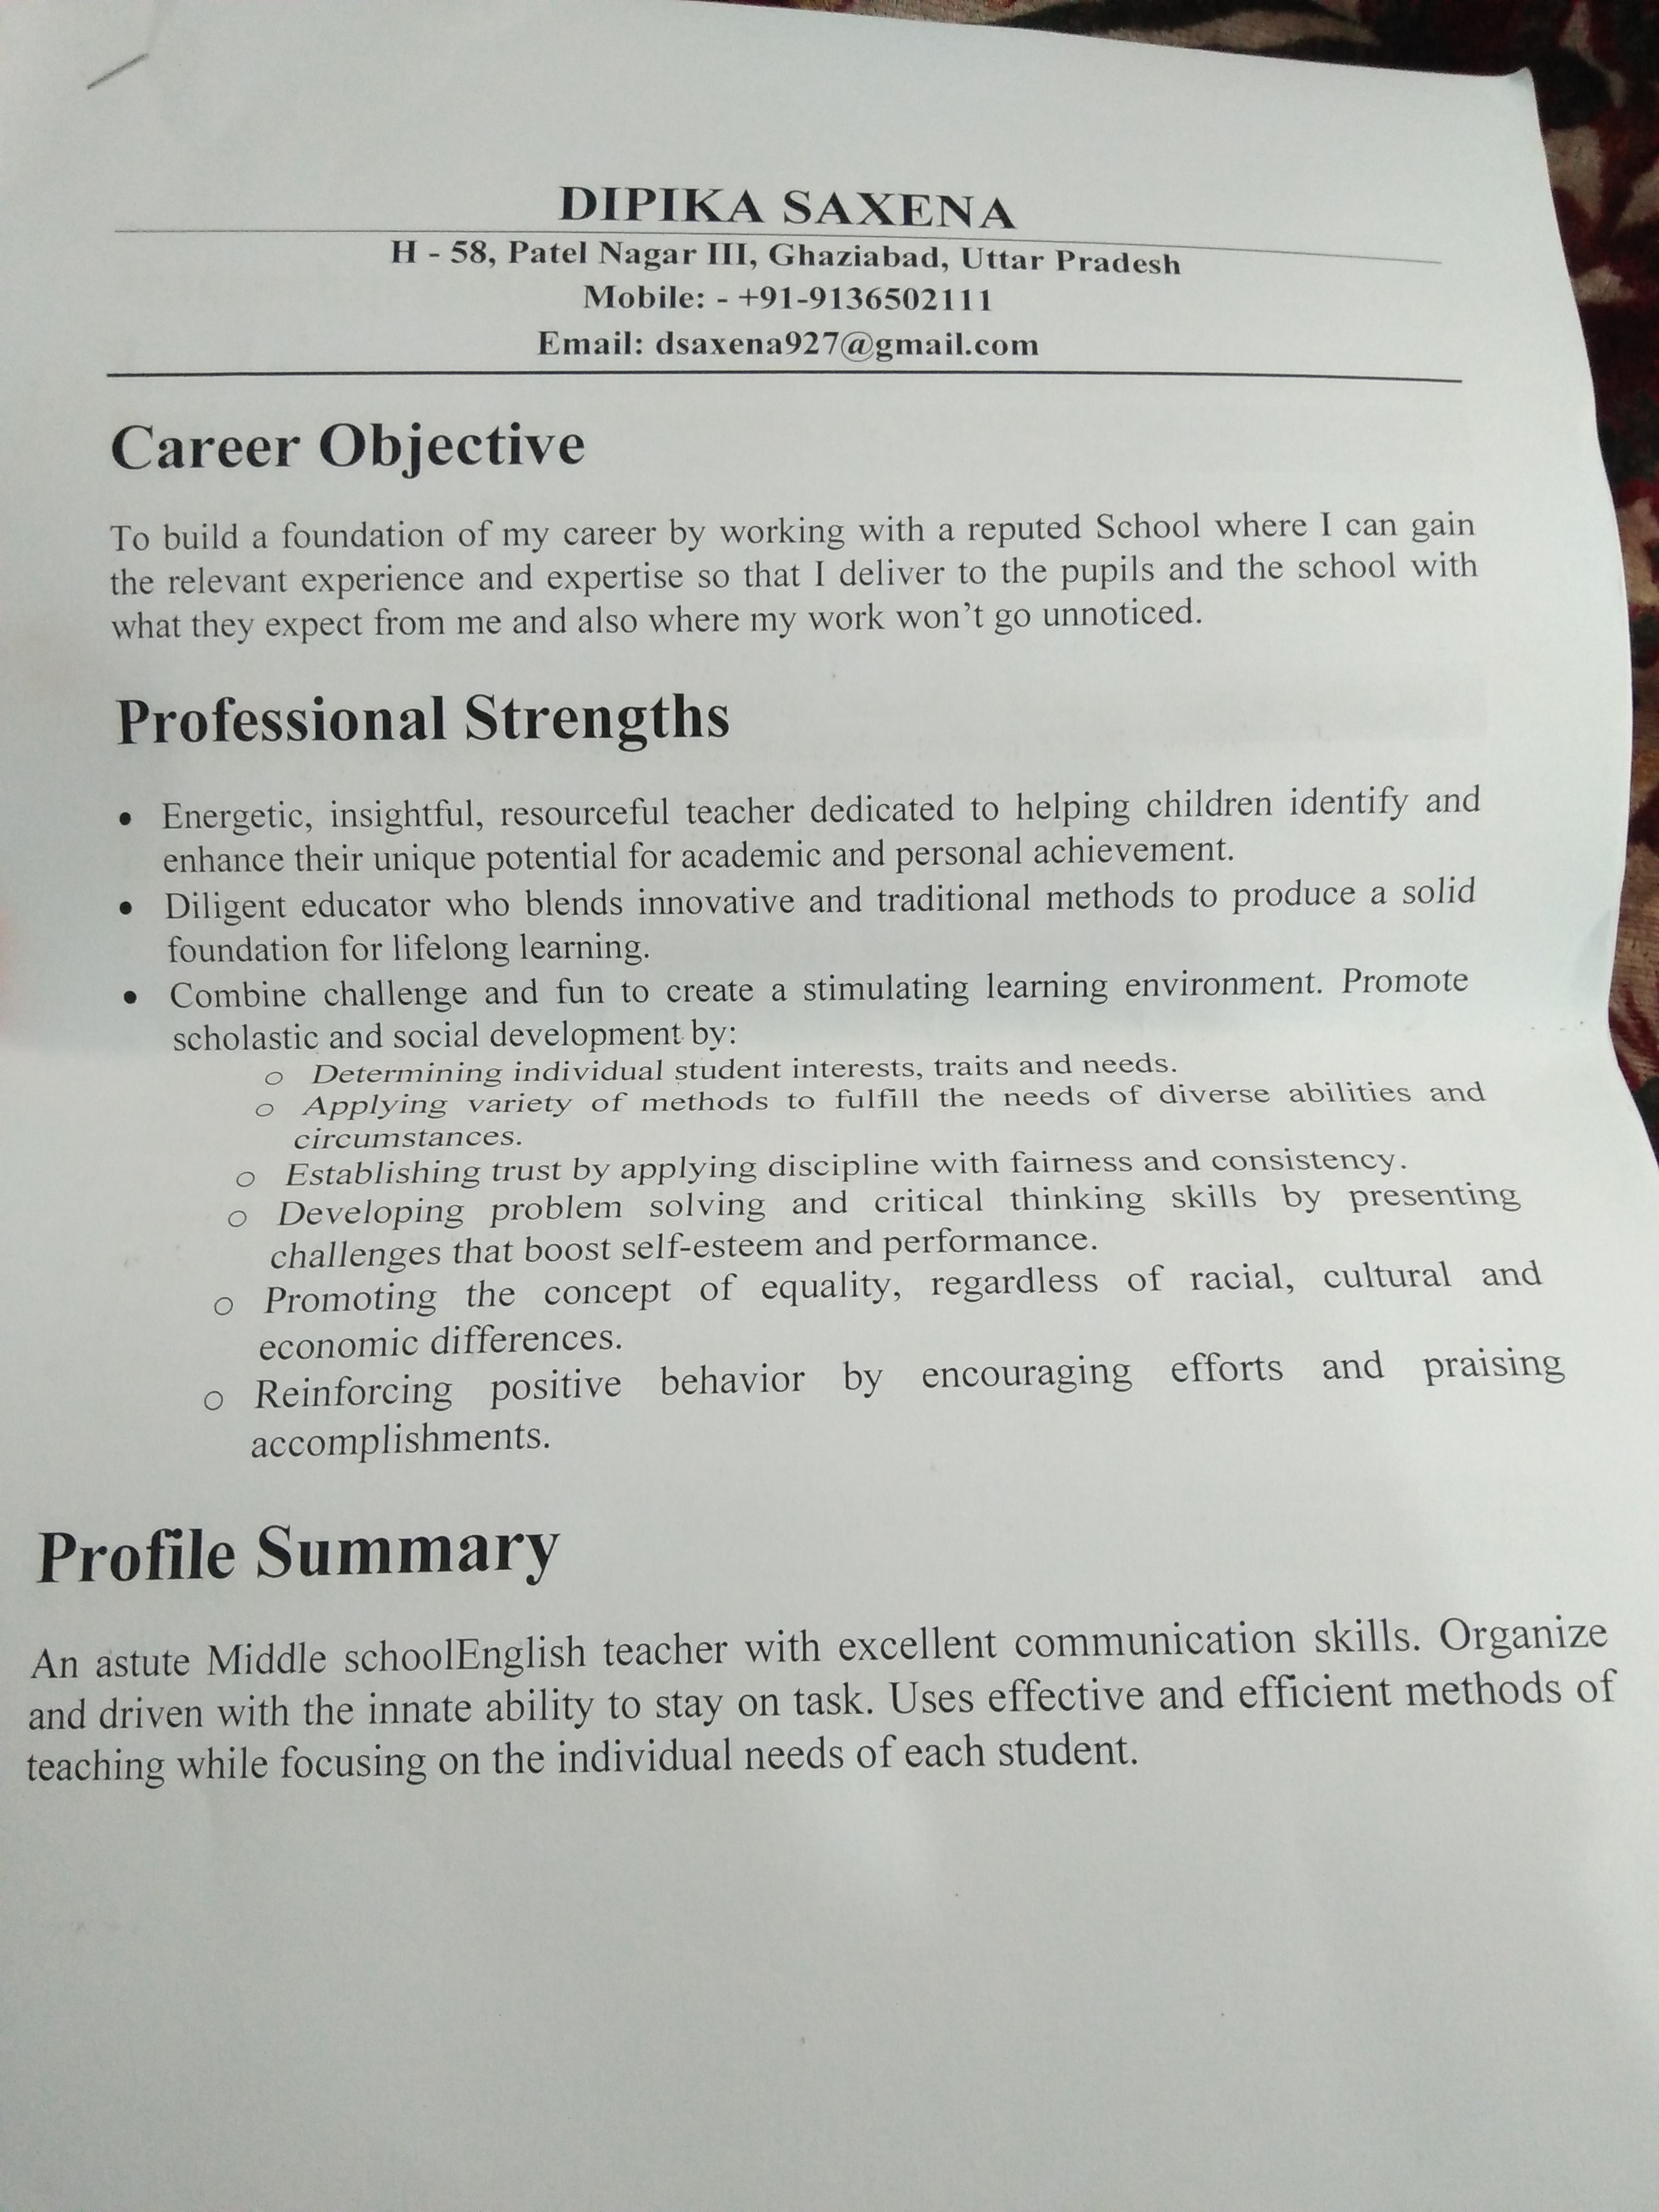 DIPIKA SAXENA
H - 58, Patel Nagar III, Ghaziabad, Uttar Pradesh
Mobile: - +91-9136502111
Email: dsaxena927@gmail.com
Career Objective
To build a foundation of my career by working with a reputed School where I can gain
the relevant experience and expertise so that I deliver to the pupils and the school with
what they expect from me and also where my work won't go unnoticed.
Professional Strengths
• Energetic, insightful, resourceful teacher dedicated to helping children identify and
enhance their unique potential for academic and personal achievement.
• Diligent educator who blends innovative and traditional methods to produce a solid
foundation for lifelong learning.
• Combine challenge and fun to create a stimulating learning environment. Promote
scholastic and social development by:
o Determining individual student interests, traits and needs.
o Applying variety of methods to fulfill the needs of diverse abilities and
circumstances.
o Establishing trust by applying discipline with fairness and consistency.
o Developing problem solving and critical thinking skills by presenting
challenges that boost self-esteem and performance.
o Promoting the concept of equality, regardless of racial, cultural and
economic differences.
o Reinforcing positive behavior by encouraging efforts and praising
accomplishments.
Profile Summary
An astute Middle schoolEnglish teacher with excellent communication skills. Organize
and driven with the innate ability to stay on task. Uses effective and efficient methods of
teaching while focusing on the individual needs of each student.